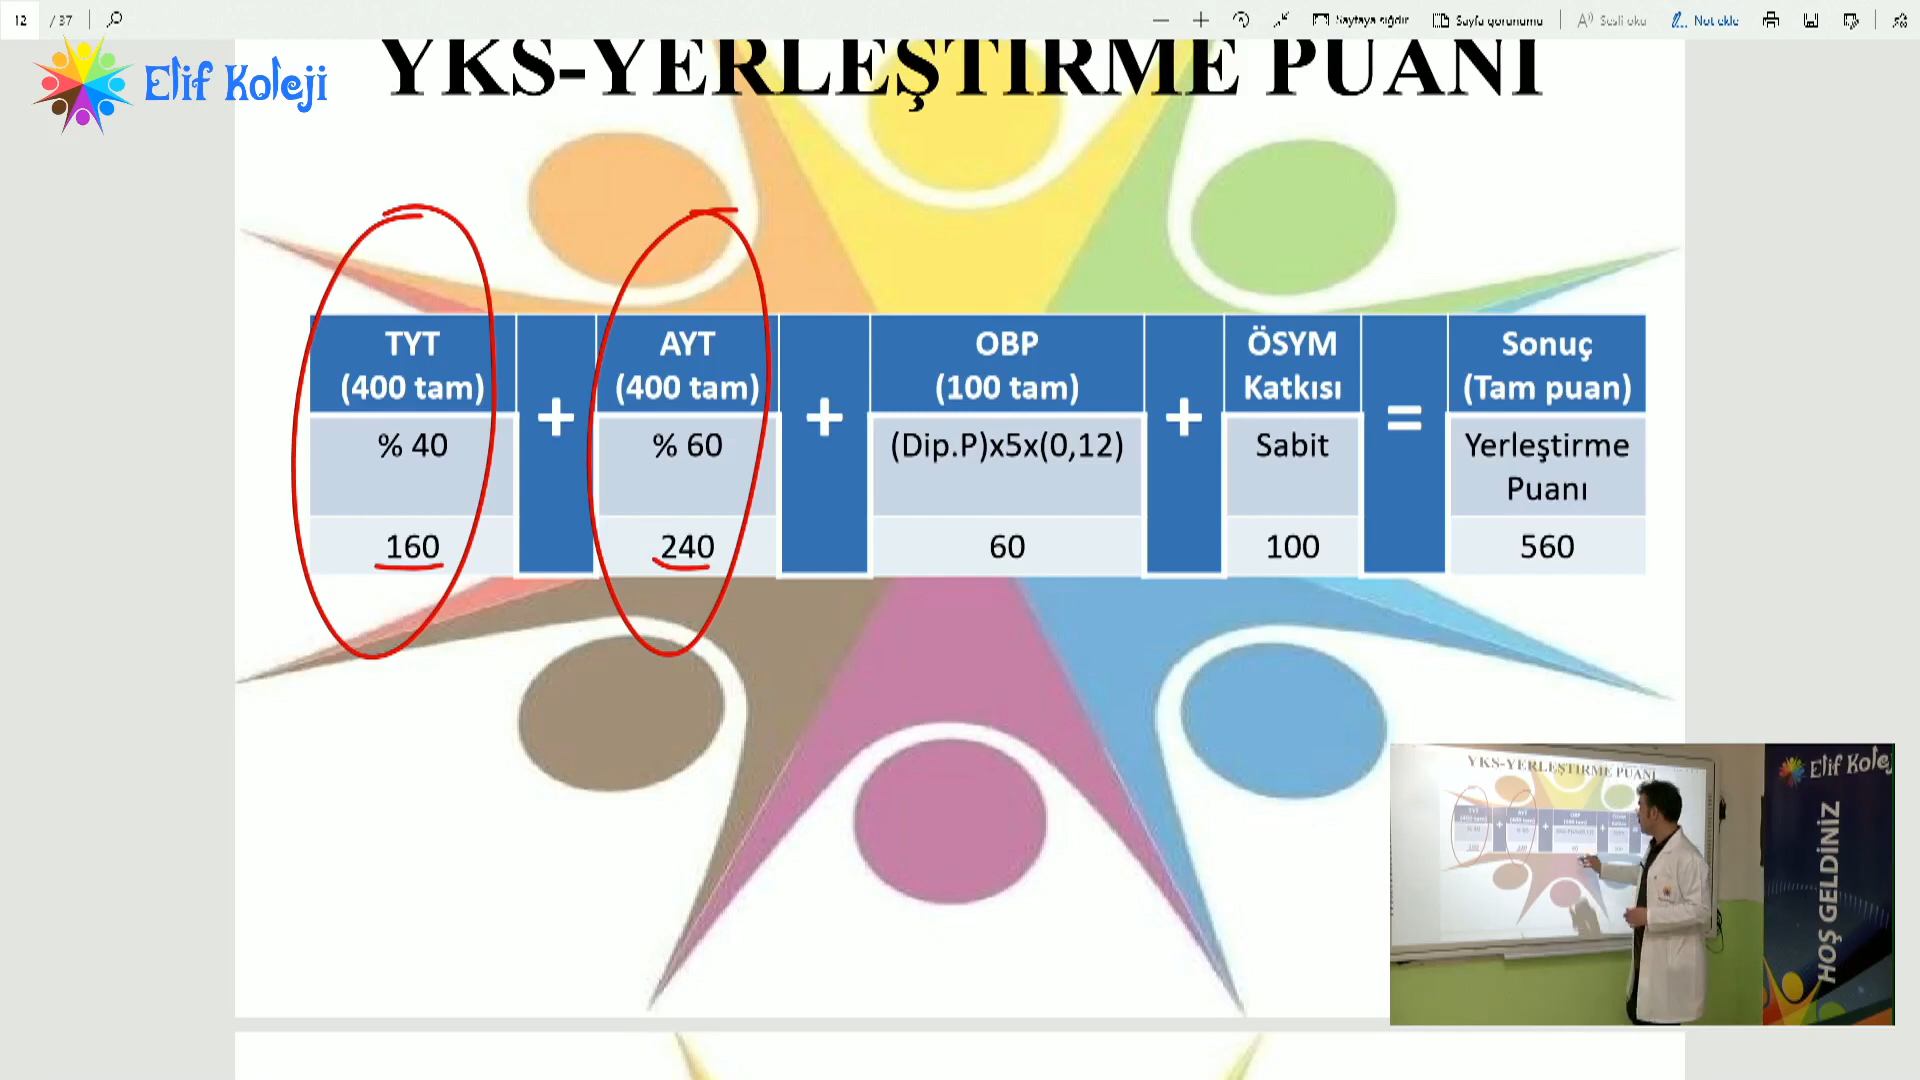 12 / 37
Sayfaya sığdır
Sayfa görünümü
Sesli oku
Not ekle
Elif Koleji
YKS-YERLEŞTİRME PUANI
TYT
(400 tam)
+
AYT
(400 tam)
+
OBP
(100 tam)
+
ÖSYM
Katkısı
=
Sonuç
(Tam puan)
% 40
% 60
(Dip.P)x5x(0,12)
Sabit
Yerleştirme
Puanı
160
240
60
100
560
YKS-YERLEŞTİRME PUANI
Elif Kolej
HOŞ GELDİNİZ